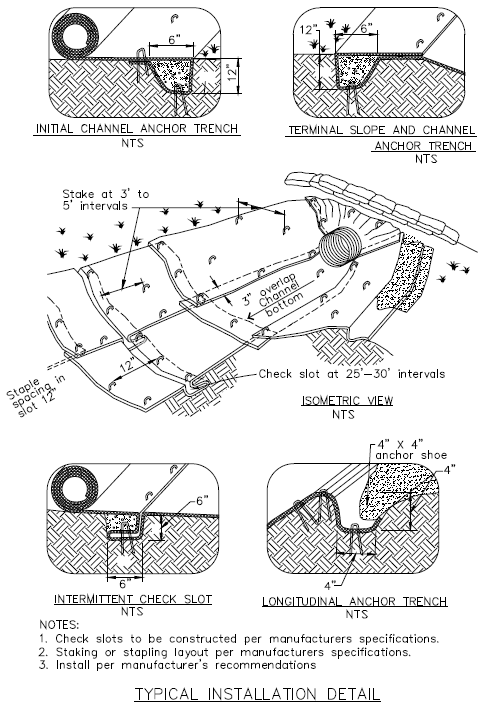 6"
12"
INITIAL CHANNEL ANCHOR TRENCH
NTS
12"
6"
TERMINAL SLOPE AND CHANNEL
ANCHOR TRENCH
NTS
Stake at 3' to
5' intervals
3" overlap
Channel
bottom
12"
Staple
spacing in
slot 12"
Check slot at 25'-30' intervals
ISOMETRIC VIEW
NTS
6"
6"
INTERMITTENT CHECK SLOT
NTS
4" X 4"
anchor shoe
4"
4"
LONGITUDINAL ANCHOR TRENCH
NTS
NOTES:
1. Check slots to be constructed per manufacturers specifications.
2. Staking or stapling layout per manufacturers specifications.
3. Install per manufacturer's recommendations
TYPICAL INSTALLATION DETAIL